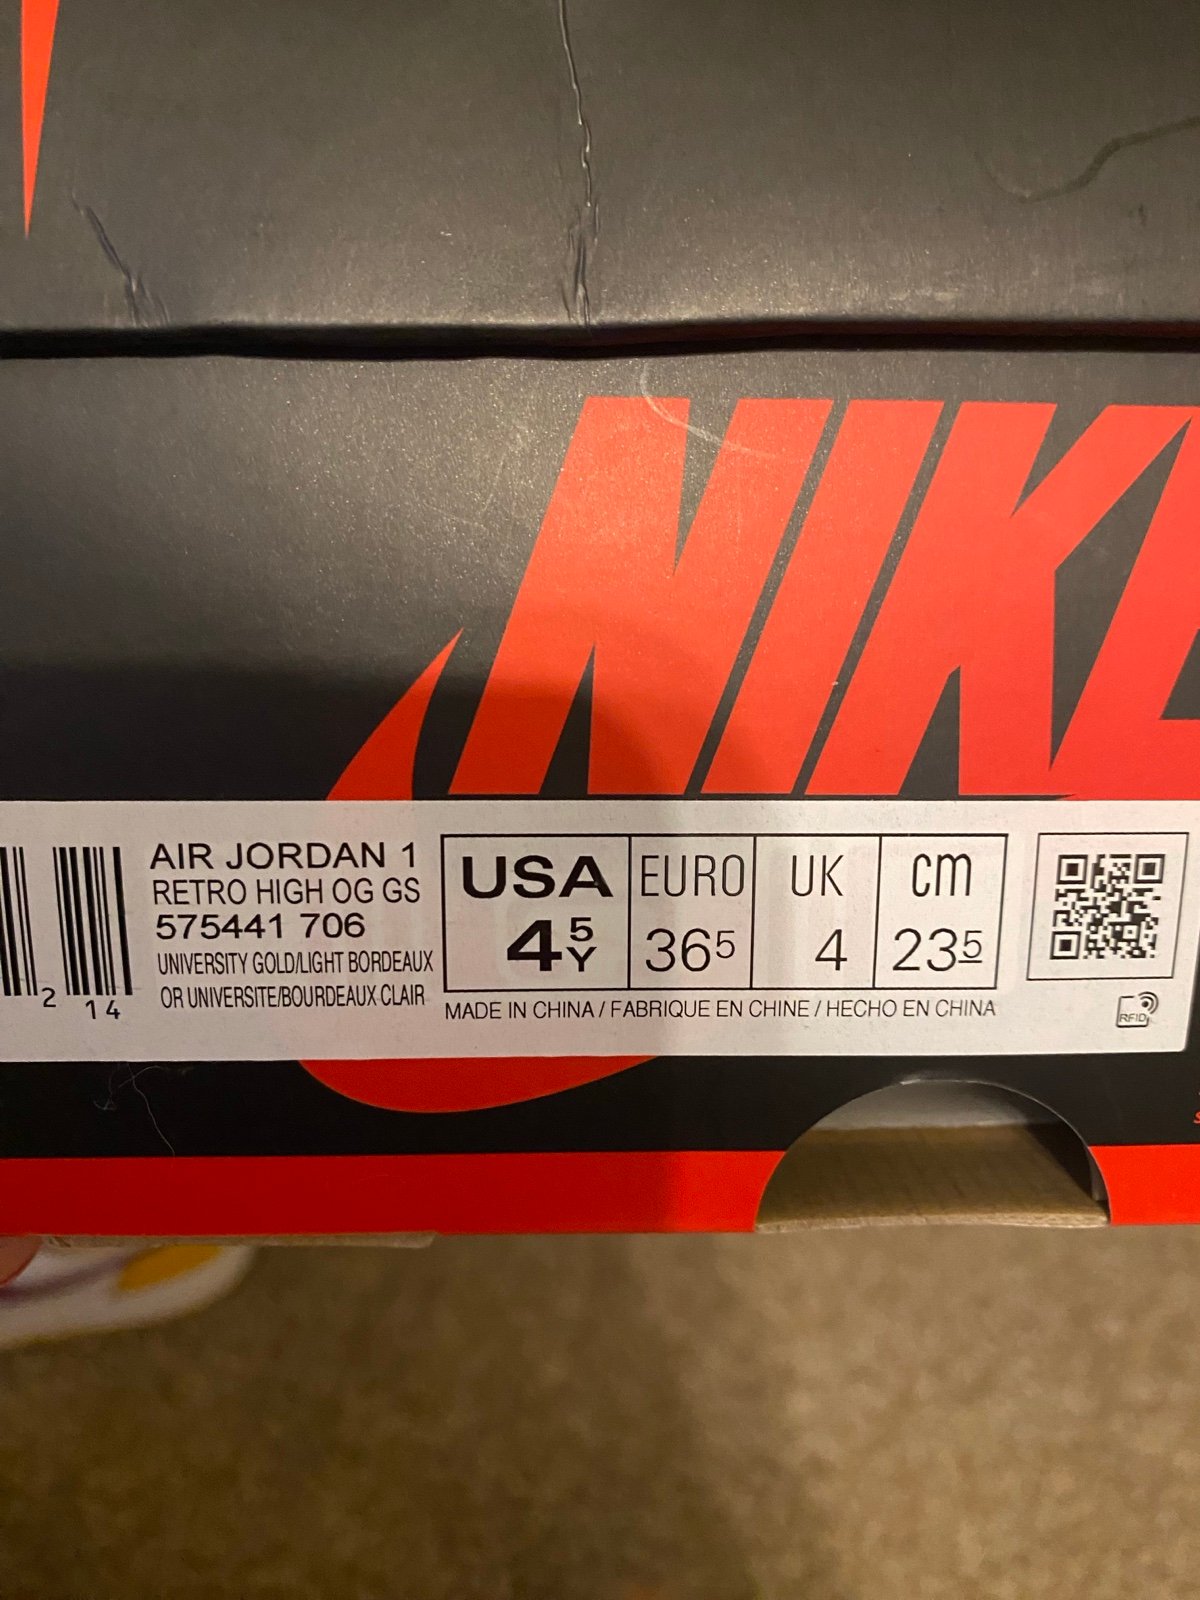 NIKE
AIR JORDAN 1
RETRO HIGH OG GS
575441 706
UNIVERSITY GOLD/LIGHT BORDEAUX
OR UNIVERSITE/BOURDEAUX CLAIR
2 14
USA EURO UK cm
4 5 Y 36 5 4 23 5
MADE IN CHINA / FABRIQUE EN CHINE / HECHO EN CHINA
RFID